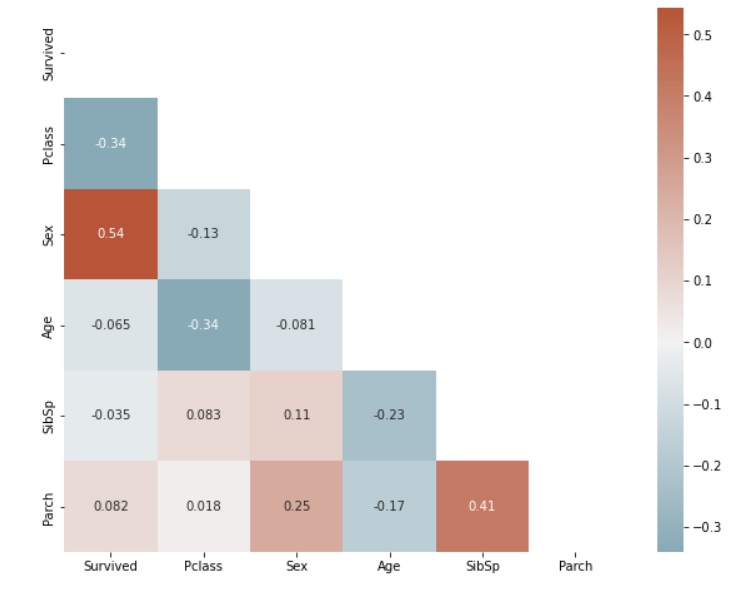 Survived
Pclass -0.34
Sex 0.54 -0.13
Age -0.065 -0.34 -0.081
SibSp -0.035 0.083 0.11 -0.23
Parch 0.082 0.018 0.25 -0.17 0.41
Survived Pclass Sex Age SibSp Parch
0.5
0.4
0.3
0.2
0.1
0.0
−0.1
−0.2
−0.3